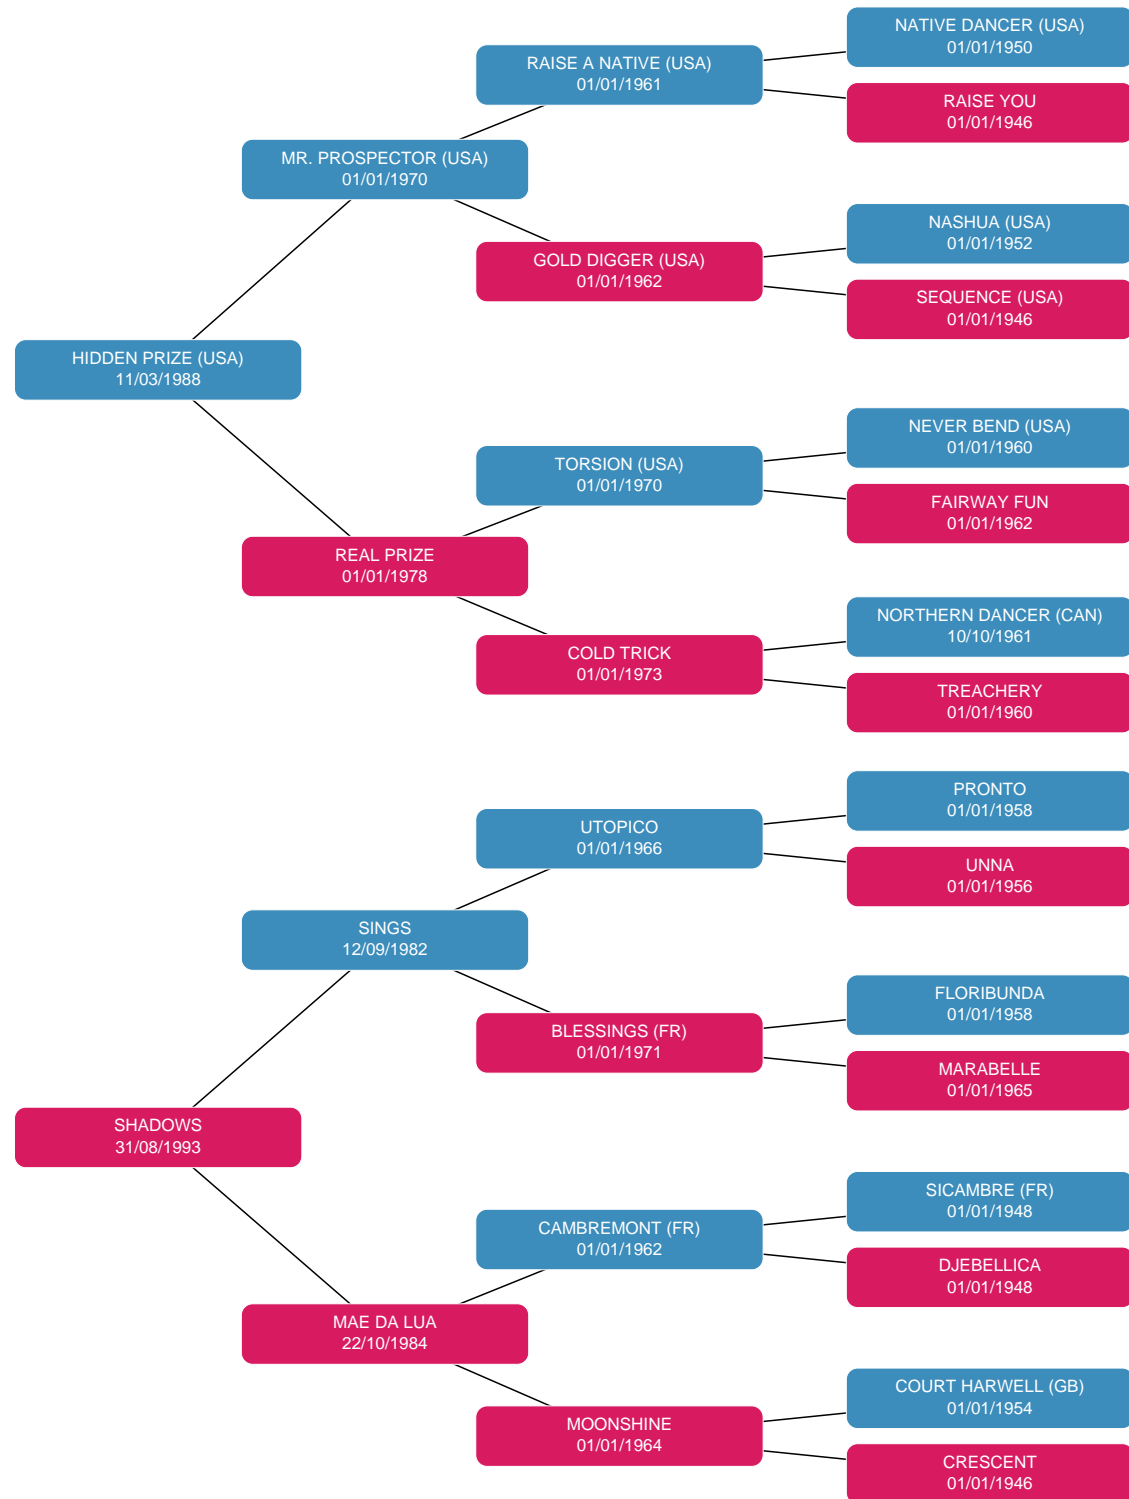 NATIVE DANCER (USA)
01/01/1950
RAISE A NATIVE (USA)
01/01/1961
RAISE YOU
01/01/1946
MR. PROSPECTOR (USA)
01/01/1970
NASHUA (USA)
01/01/1952
GOLD DIGGER (USA)
01/01/1962
SEQUENCE (USA)
01/01/1946
HIDDEN PRIZE (USA)
11/03/1988
NEVER BEND (USA)
01/01/1960
TORSION (USA)
01/01/1970
FAIRWAY FUN
01/01/1962
REAL PRIZE
01/01/1978
NORTHERN DANCER (CAN)
10/10/1961
COLD TRICK
01/01/1973
TREACHERY
01/01/1960
PRONTO
01/01/1958
UTOPICO
01/01/1966
UNNA
01/01/1956
SINGS
12/09/1982
FLORIBUNDA
01/01/1958
BLESSINGS (FR)
01/01/1971
MARABELLE
01/01/1965
SHADOWS
31/08/1993
SICAMBRE (FR)
01/01/1948
CAMBREMONT (FR)
01/01/1962
DJEBELLICA
01/01/1948
MAE DA LUA
22/10/1984
COURT HARWELL (GB)
01/01/1954
MOONSHINE
01/01/1964
CRESCENT
01/01/1946